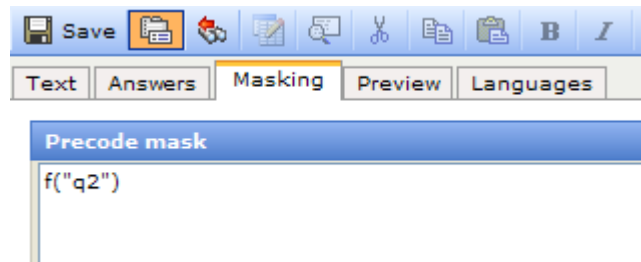 Save B I
Text Answers Masking Preview Languages
Precode mask
f("q2")